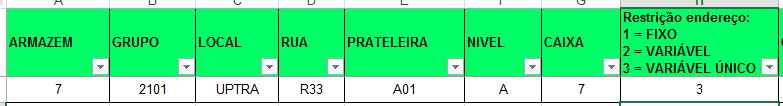 A B C D E F G H
ARMAZEM GRUPO LOCAL RUA PRATELEIRA NIVEL CAIXA
Restrição endereço:
1 = FIXO
2 = VARIÁVEL
3 = VARIÁVEL ÚNICO
7 2101 UPTRA R33 A01 A 7 3